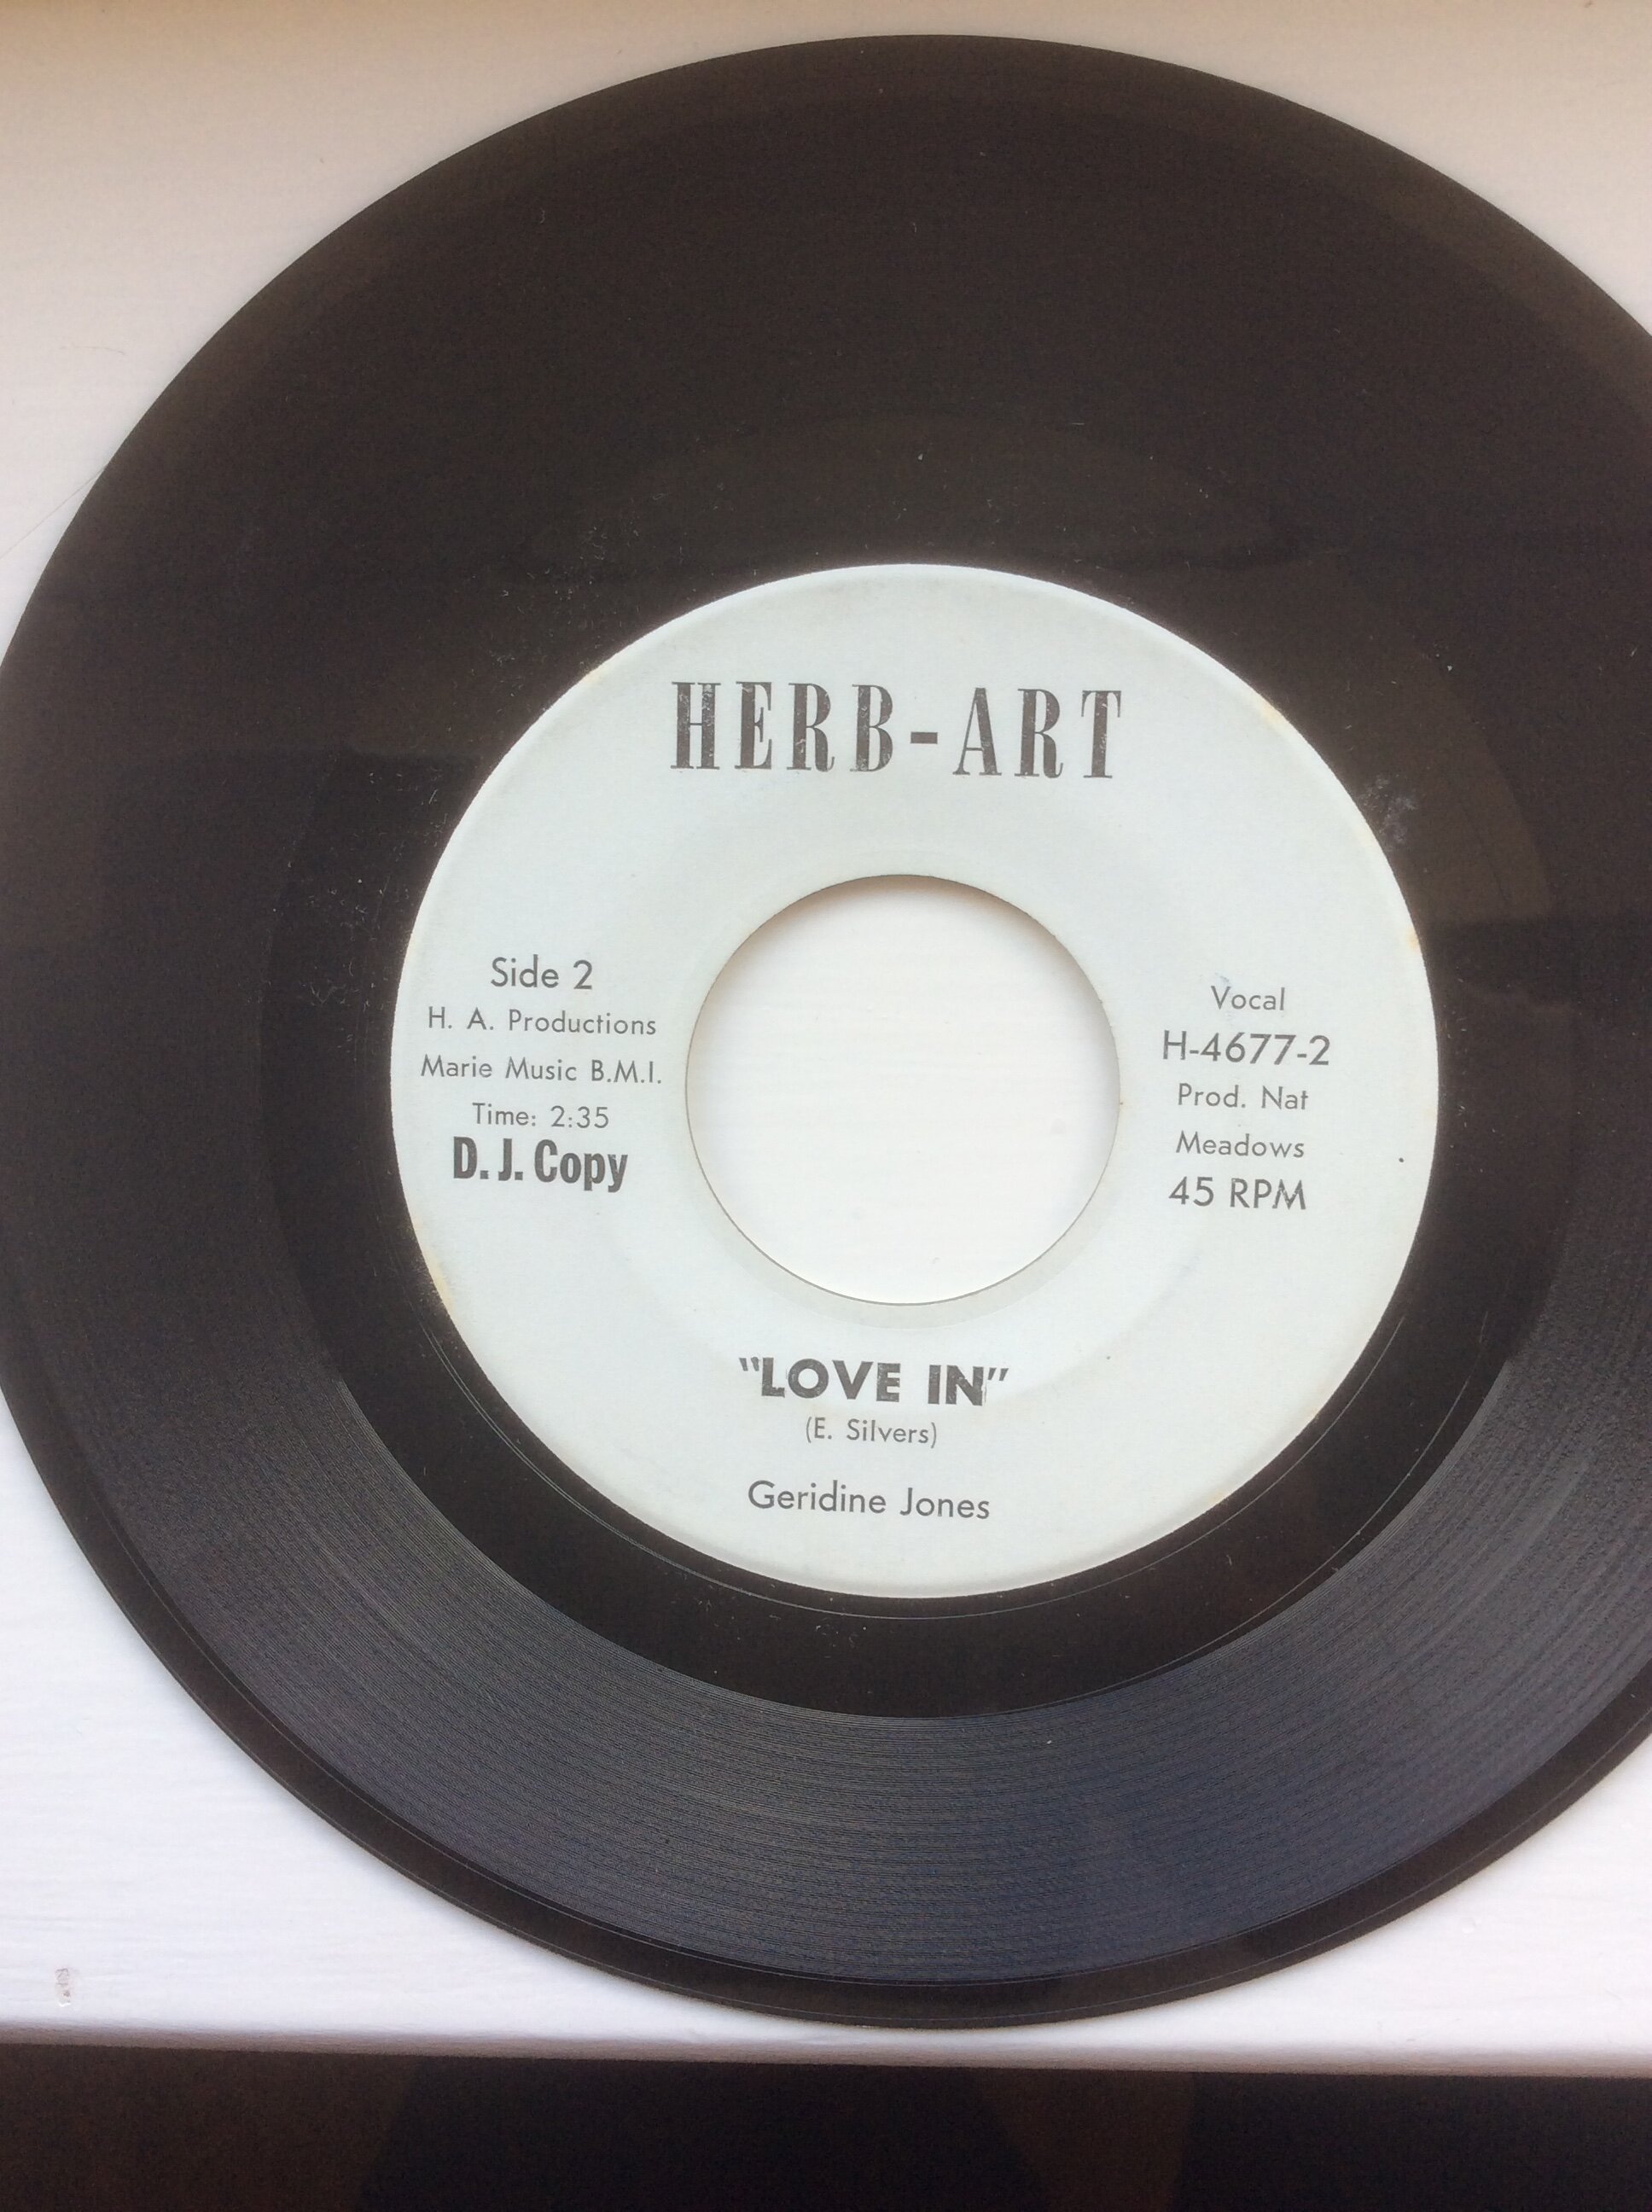 HERB-ART
Side 2
H. A. Productions
Marie Music B.M.I.
Time: 2:35
D. J. Copy
Vocal
H-4677-2
Prod. Nat
Meadows
45 RPM
"LOVE IN"
(E. Silvers)
Geridine Jones